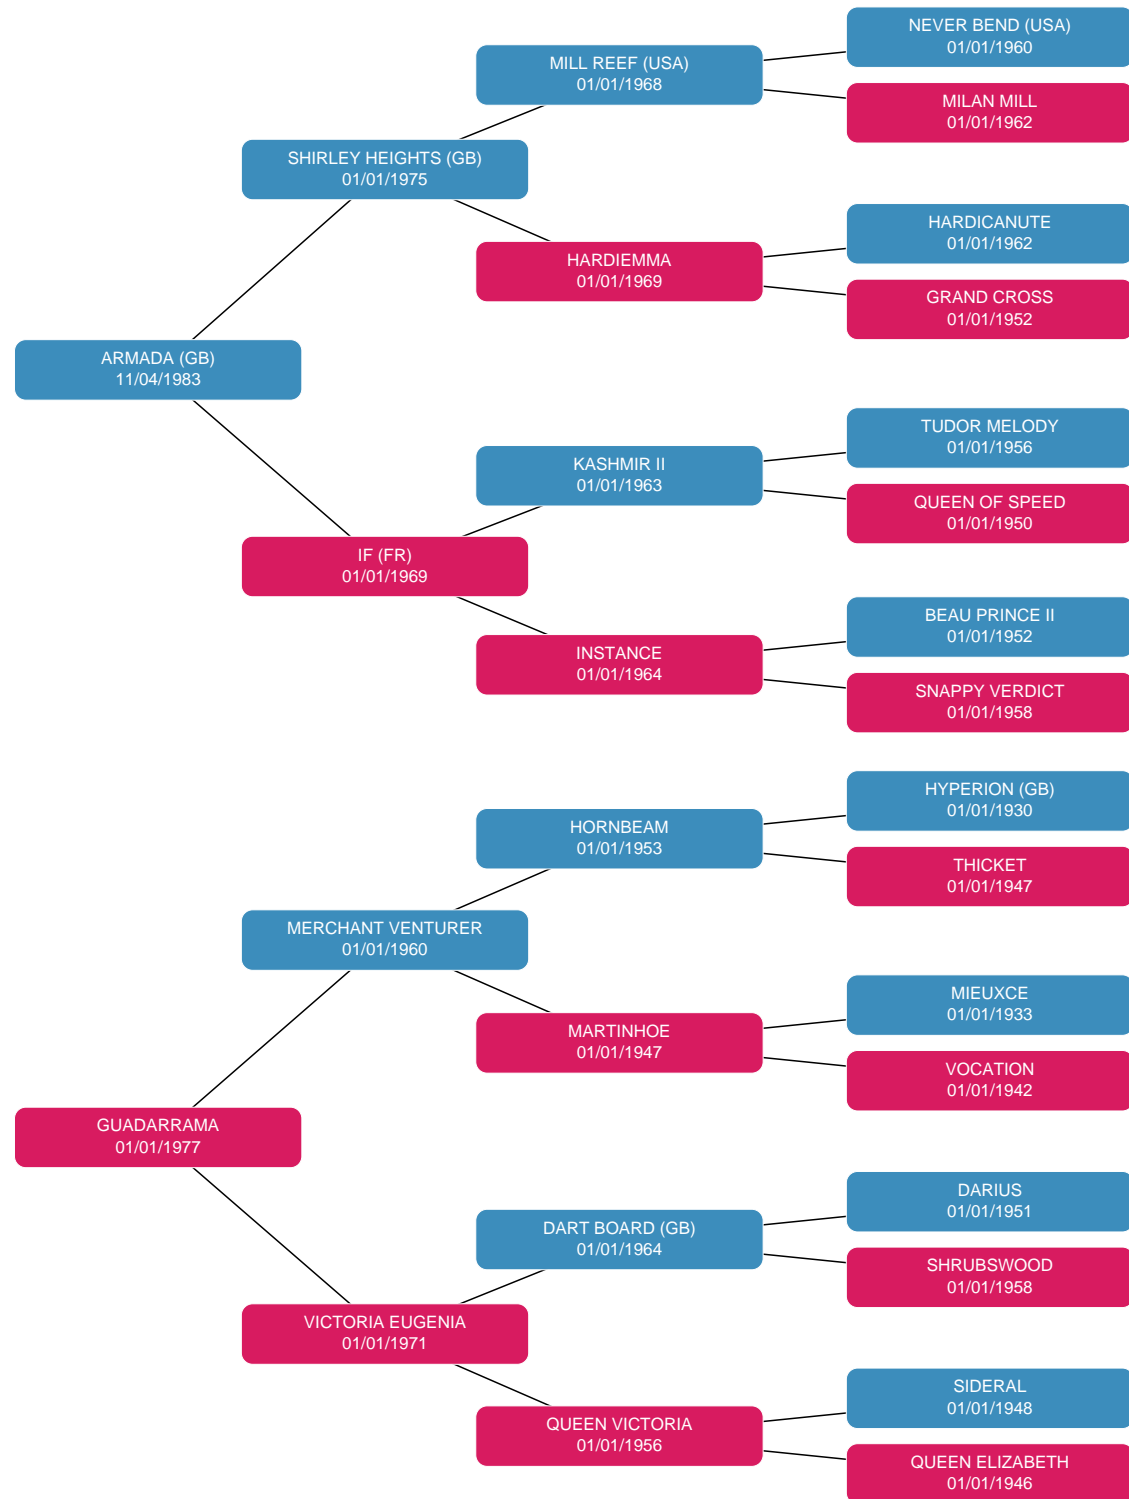 NEVER BEND (USA)
01/01/1960
MILL REEF (USA)
01/01/1968
MILAN MILL
01/01/1962
SHIRLEY HEIGHTS (GB)
01/01/1975
HARDICANUTE
01/01/1962
HARDIEMMA
01/01/1969
GRAND CROSS
01/01/1952
ARMADA (GB)
11/04/1983
TUDOR MELODY
01/01/1956
KASHMIR II
01/01/1963
QUEEN OF SPEED
01/01/1950
IF (FR)
01/01/1969
BEAU PRINCE II
01/01/1952
INSTANCE
01/01/1964
SNAPPY VERDICT
01/01/1958
HYPERION (GB)
01/01/1930
HORNBEAM
01/01/1953
THICKET
01/01/1947
MERCHANT VENTURER
01/01/1960
MIEUXCE
01/01/1933
MARTINHOE
01/01/1947
VOCATION
01/01/1942
GUADARRAMA
01/01/1977
DARIUS
01/01/1951
DART BOARD (GB)
01/01/1964
SHRUBSWOOD
01/01/1958
VICTORIA EUGENIA
01/01/1971
SIDERAL
01/01/1948
QUEEN VICTORIA
01/01/1956
QUEEN ELIZABETH
01/01/1946